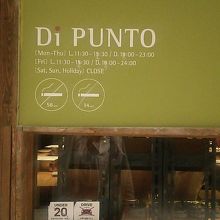 Di PUNTO
[Mon-Thu] L.11:30-15:30 / D.18:00-23:00
[Fri] L.11:30-15:30 / D.18:00-24:00
[Sat, Sun, Holiday] CLOSE
UNDER
20
DRIVE